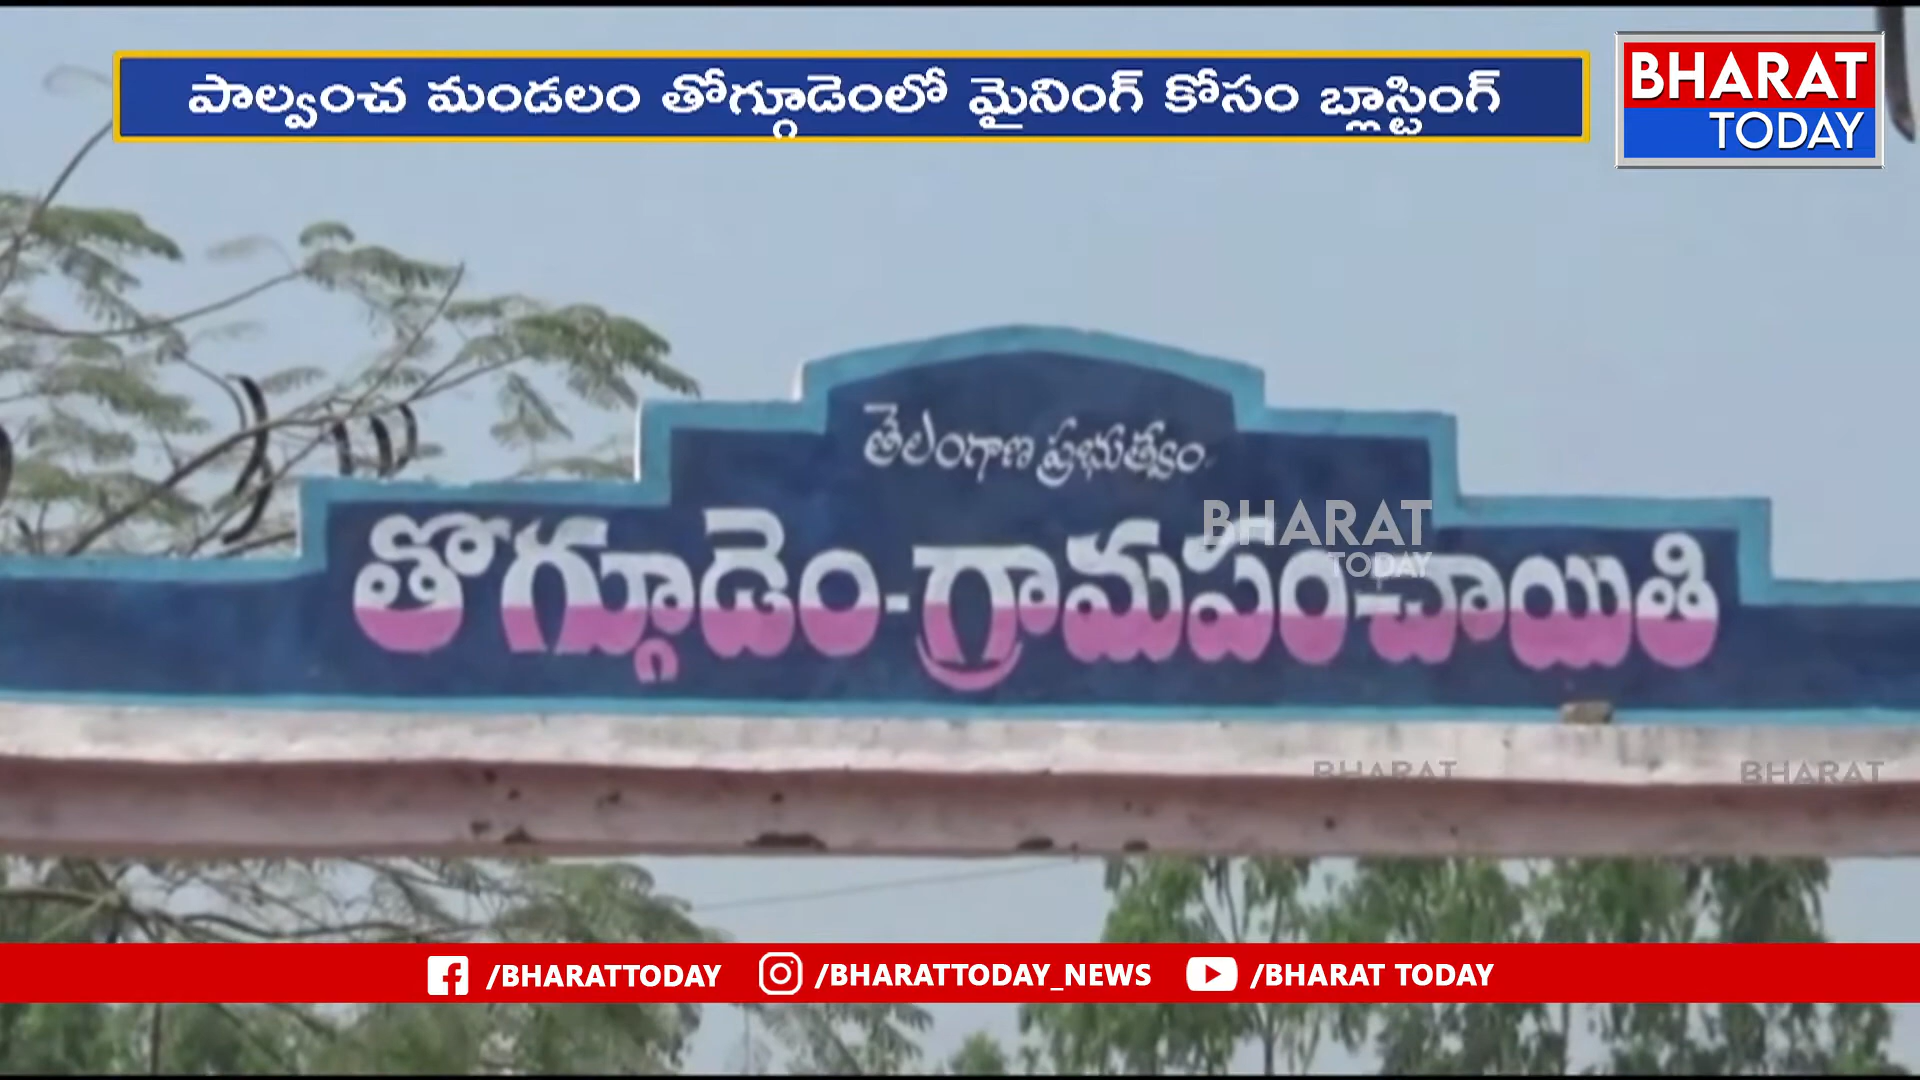 పాల్వంచ మండలం తోగ్గూడెంలో మైనింగ్ కోసం బ్లాస్టింగ్
BHARAT
TODAY
తెలంగాణ ప్రభుత్వం
తొగ్గూడెం-గ్రామపంచాయితి
BHARAT
TODAY
BHARAT
BHARAT
/BHARATTODAY /BHARATTODAY_NEWS /BHARAT TODAY